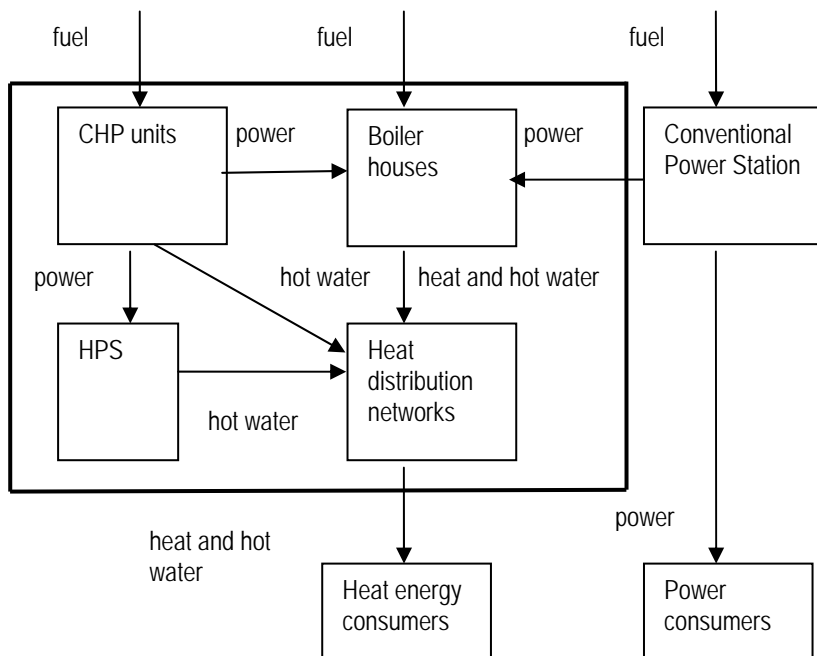 fuel
fuel
fuel
CHP units
power
Boiler
houses
power
Conventional
Power Station
power
hot water
heat and hot water
HPS
Heat
distribution
networks
hot water
power
heat and hot
water
Heat energy
consumers
Power
consumers